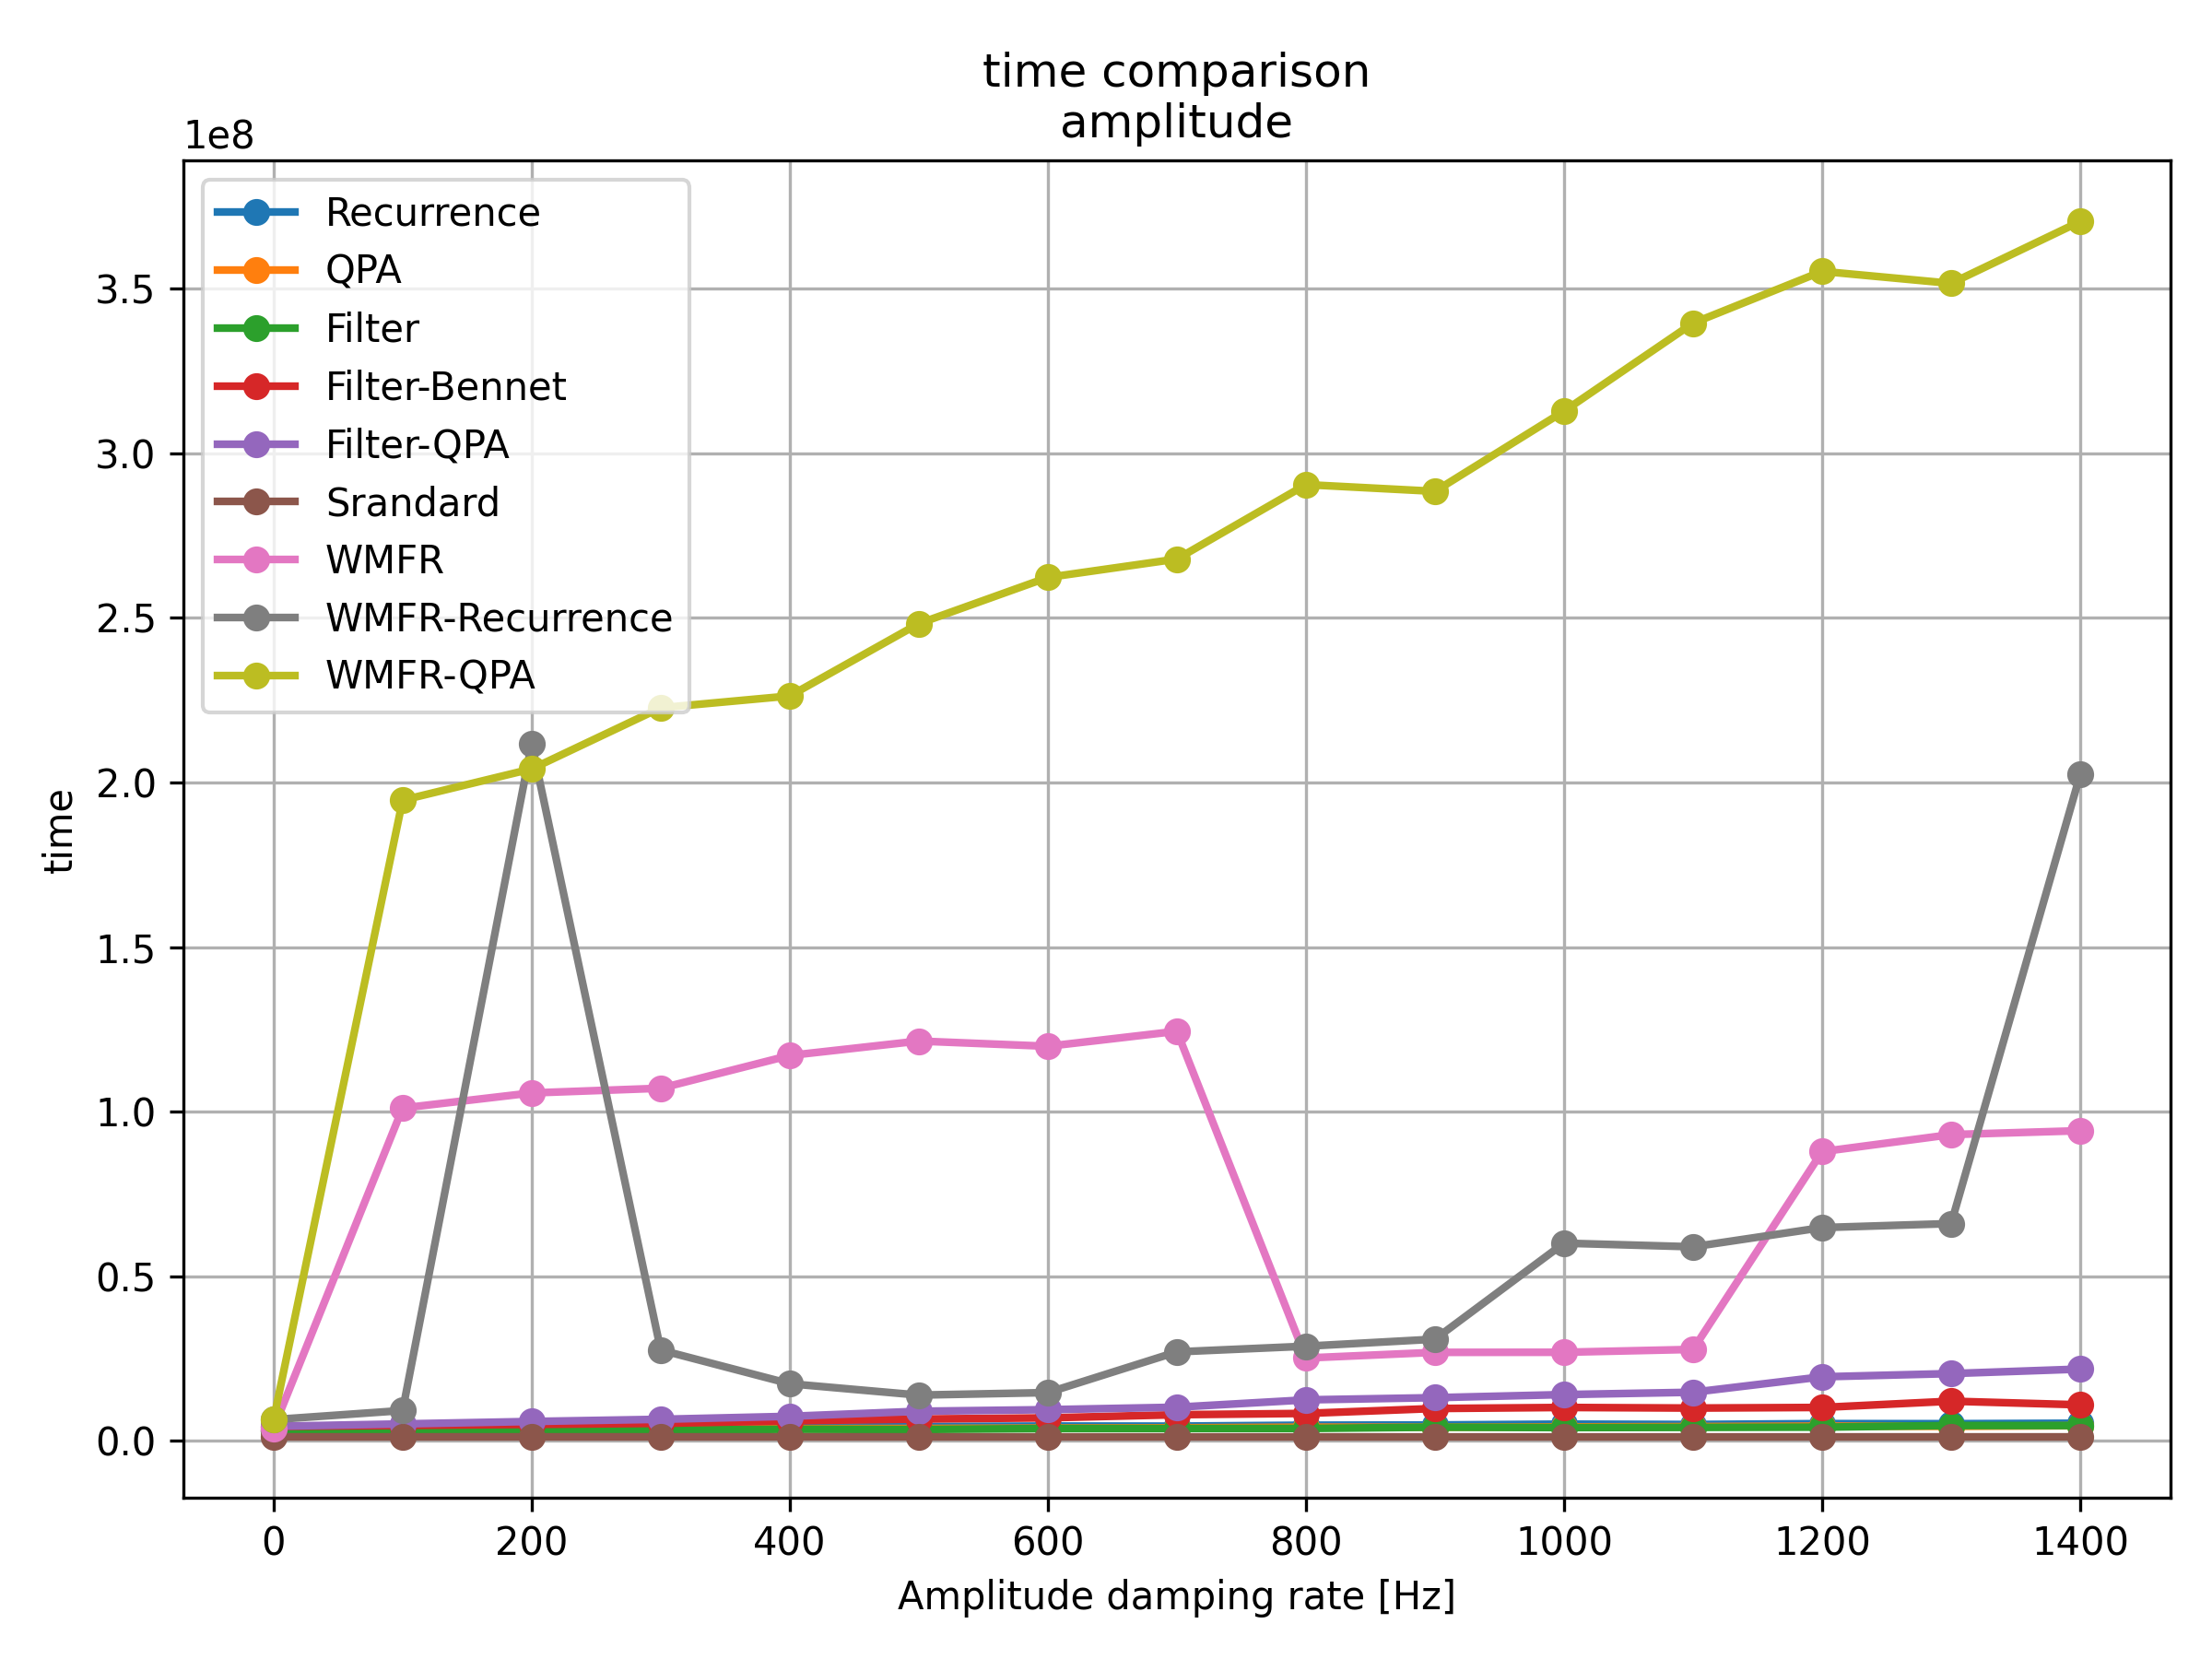 time comparison
amplitude
1e8
Recurrence
QPA
Filter
Filter-Bennet
Filter-QPA
Srandard
WMFR
WMFR-Recurrence
WMFR-QPA
3.5
3.0
2.5
2.0
1.5
1.0
0.5
0.0
time
0 200 400 600 800 1000 1200 1400
Amplitude damping rate [Hz]